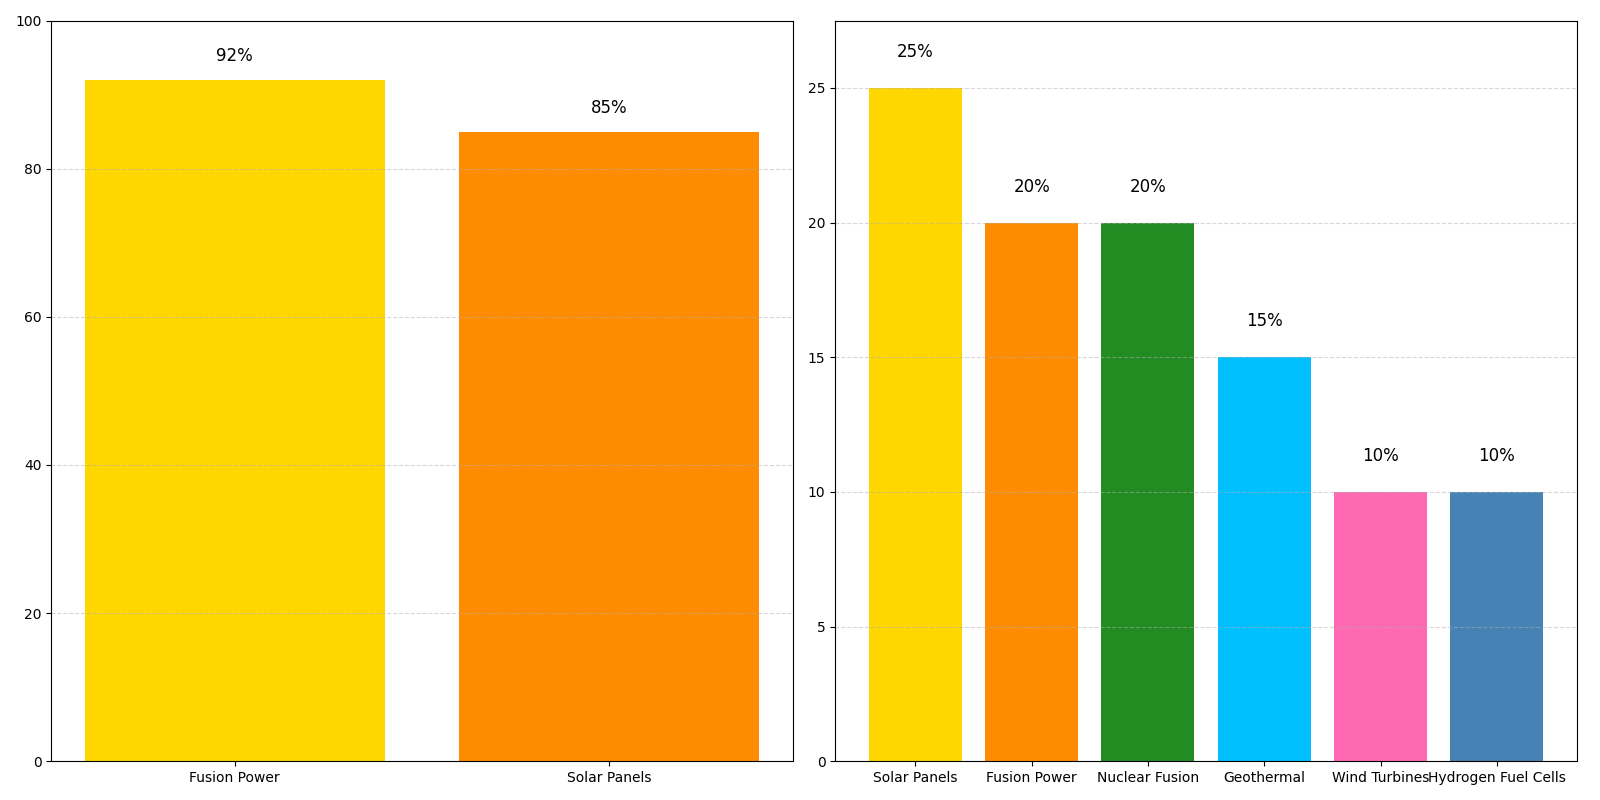 100
80
60
40
20
0
92%
85%
Fusion Power
Solar Panels
25
20
15
10
5
0
25%
20%
20%
15%
10%
10%
Solar Panels
Fusion Power
Nuclear Fusion
Geothermal
Wind Turbines
Hydrogen Fuel Cells